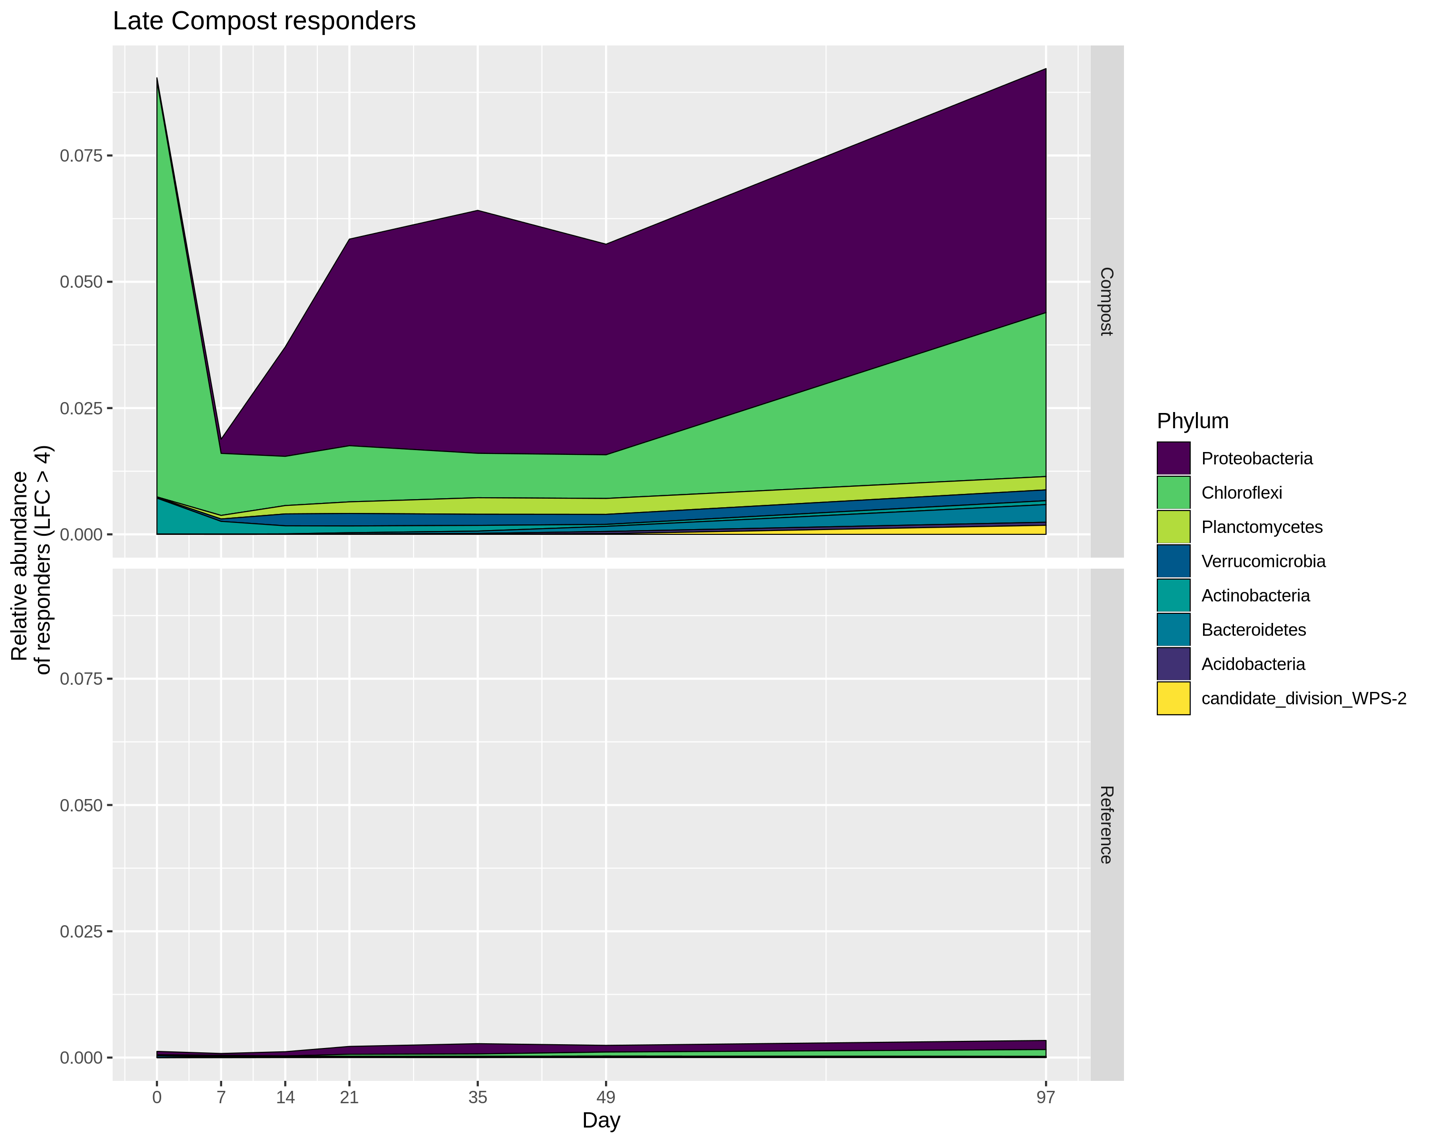 Late Compost responders
0.075
0.050
0.025
0.000
Compost
0.075
0.050
0.025
0.000
Reference
0
7
14
21
35
49
97
Day
Relative abundance
of responders (LFC > 4)
Phylum
Proteobacteria
Chloroflexi
Planctomycetes
Verrucomicrobia
Actinobacteria
Bacteroidetes
Acidobacteria
candidate_division_WPS-2